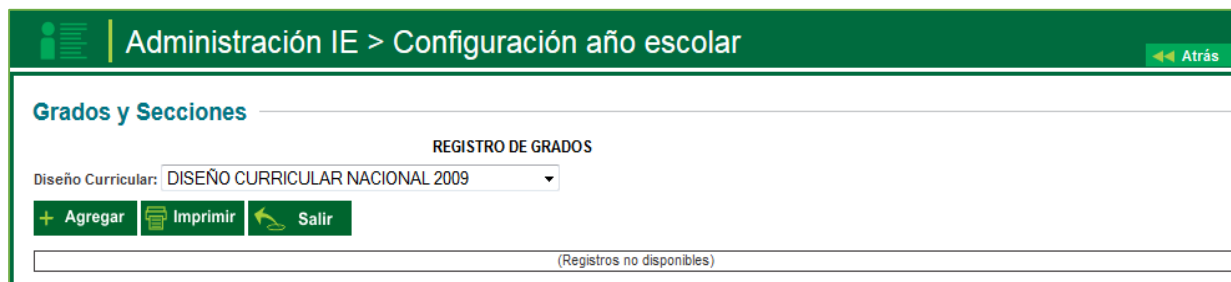 Administración IE > Configuración año escolar
Atrás
Grados y Secciones
REGISTRO DE GRADOS
Diseño Curricular: DISEÑO CURRICULAR NACIONAL 2009
+ Agregar Imprimir Salir
(Registros no disponibles)